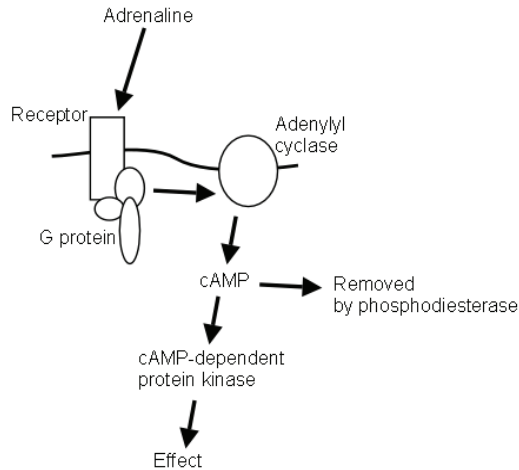 Adrenaline
Receptor
Adenylyl
cyclase
G protein
cAMP
Removed
by phosphodiesterase
cAMP-dependent
protein kinase
Effect